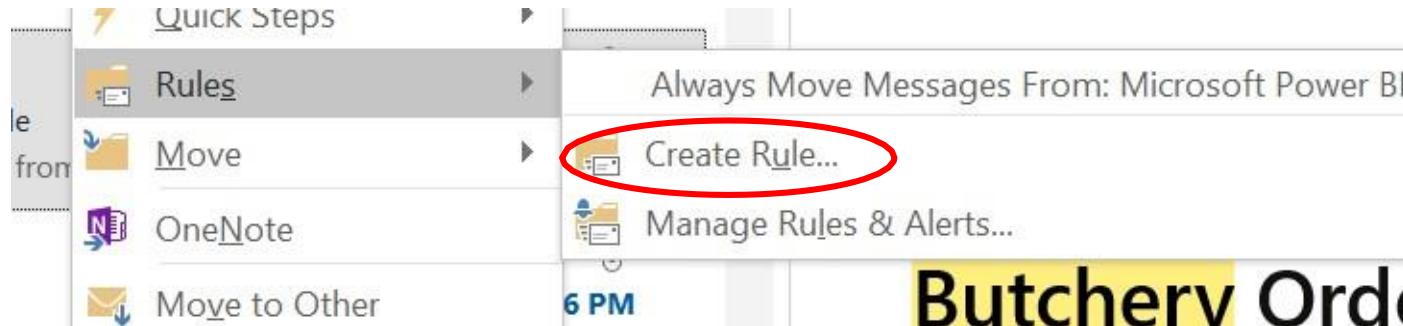 Quick Steps
Rules
Always Move Messages From: Microsoft Power BI
le
from
Move
Create Rule...
OneNote
Manage Rules & Alerts...
Move to Other
6 PM
Butchery Orde